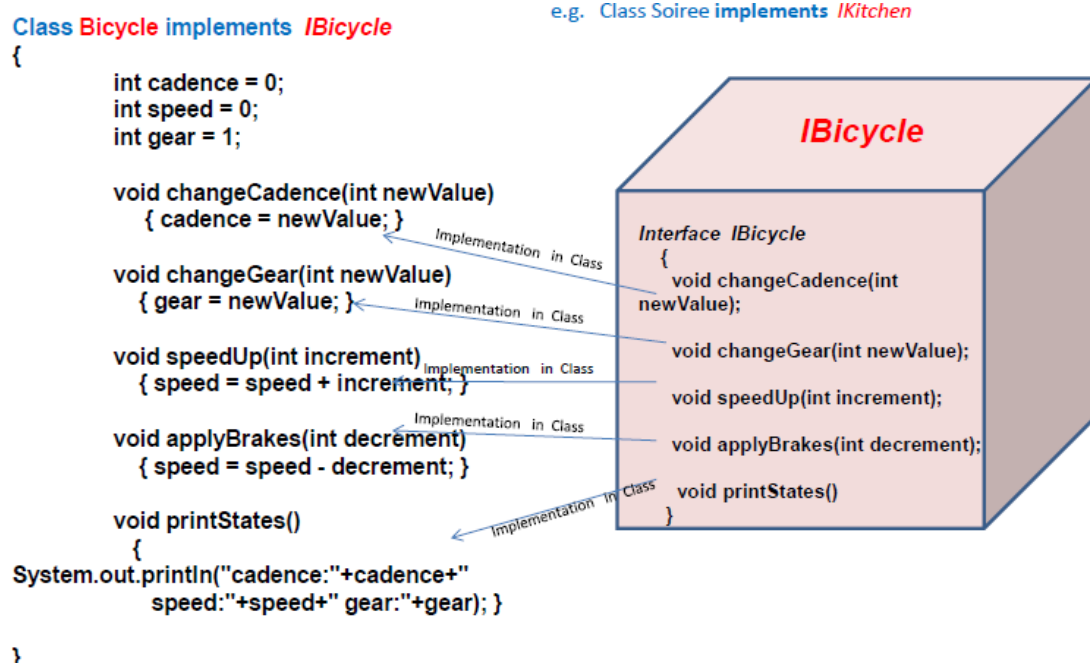 e.g. Class Soiree implements IKitchen
Class Bicycle implements IBicycle
{
int cadence = 0;
int speed = 0;
int gear = 1;
void changeCadence(int newValue)
{ cadence = newValue; }
void changeGear(int newValue)
{ gear = newValue; }
void speedUp(int increment)
{ speed = speed + increment; }
void applyBrakes(int decrement)
{ speed = speed - decrement; }
void printStates()
{
System.out.println("cadence:"+cadence+"
speed:"+speed+" gear:"+gear); }
}
Implementation in Class
Implementation in Class
Implementation in Class
Implementation in Class
Implementation in Class
IBicycle
Interface IBicycle
{
void changeCadence(int
newValue);
void changeGear(int newValue);
void speedUp(int increment);
void applyBrakes(int decrement);
void printStates()
}